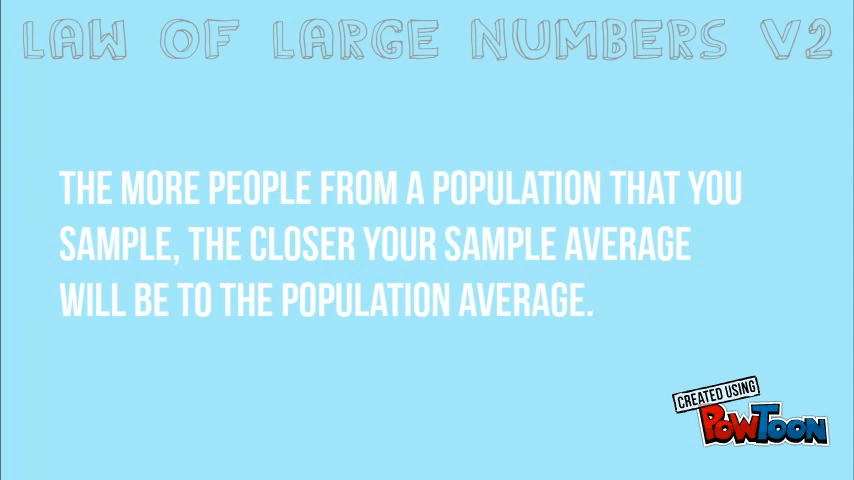 LAW OF LARGE NUMBERS V2
THE MORE PEOPLE FROM A POPULATION THAT YOU
SAMPLE, THE CLOSER YOUR SAMPLE AVERAGE
WILL BE TO THE POPULATION AVERAGE.
CREATED USING
POWTOON